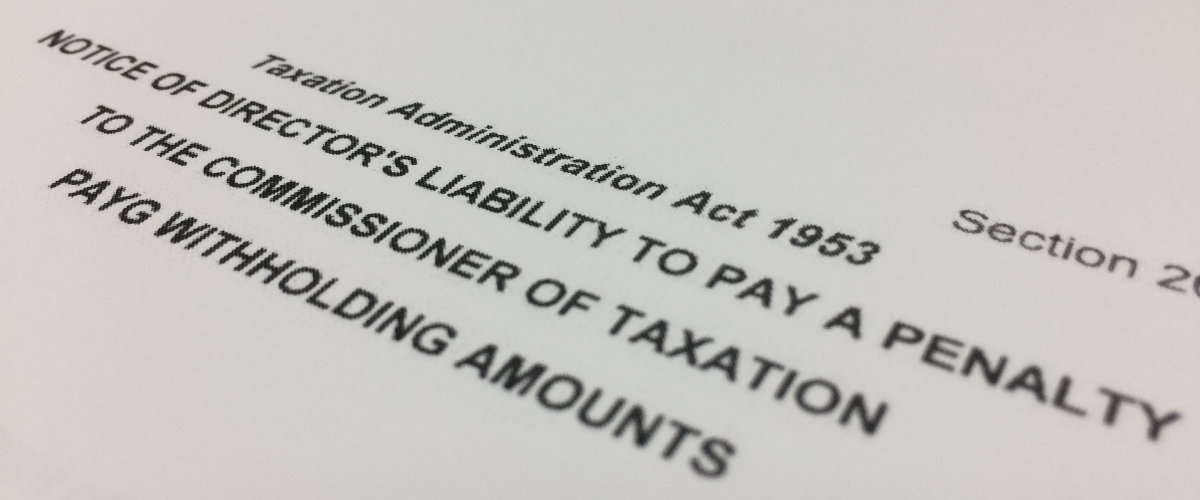 Taxation Administration Act 1953
Section
NOTICE OF DIRECTOR'S LIABILITY TO PAY A PENALTY
TO THE COMMISSIONER OF TAXATION
PAYG WITHHOLDING AMOUNTS